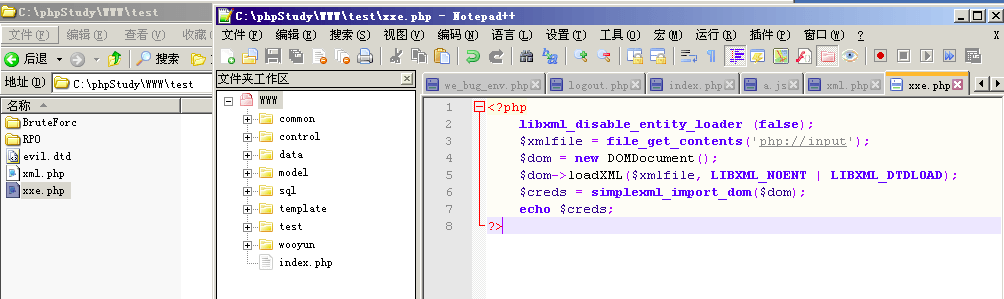 C:\phpStudy\WWW\test
文件(F) 编辑(E) 查看(V) 收藏(
后退 搜索
地址(D) C:\phpStudy\WWW\test
名称
BruteForc
RPO
evil.dtd
xml.php
xxe.php
C:\phpStudy\WWW\test\xxe.php - Notepad++
文件(F) 编辑(E) 搜索(S) 视图(V) 编码(N) 语言(L) 设置(T) 工具(O) 宏(M) 运行(R) 插件(P) 窗口(W) ? X
文件夹工作区
WWW
common
control
data
model
sql
template
test
wooyun
index.php
we_bug_env.php logout.php index.php a.js xml.php xxe.php
1 <?php
2 libxml_disable_entity_loader (false);
3 $xmlfile = file_get_contents('php://input');
4 $dom = new DOMDocument();
5 $dom->loadXML($xmlfile, LIBXML_NOENT | LIBXML_DTDLOAD);
6 $creds = simplexml_import_dom($dom);
7 echo $creds;
8 ?>